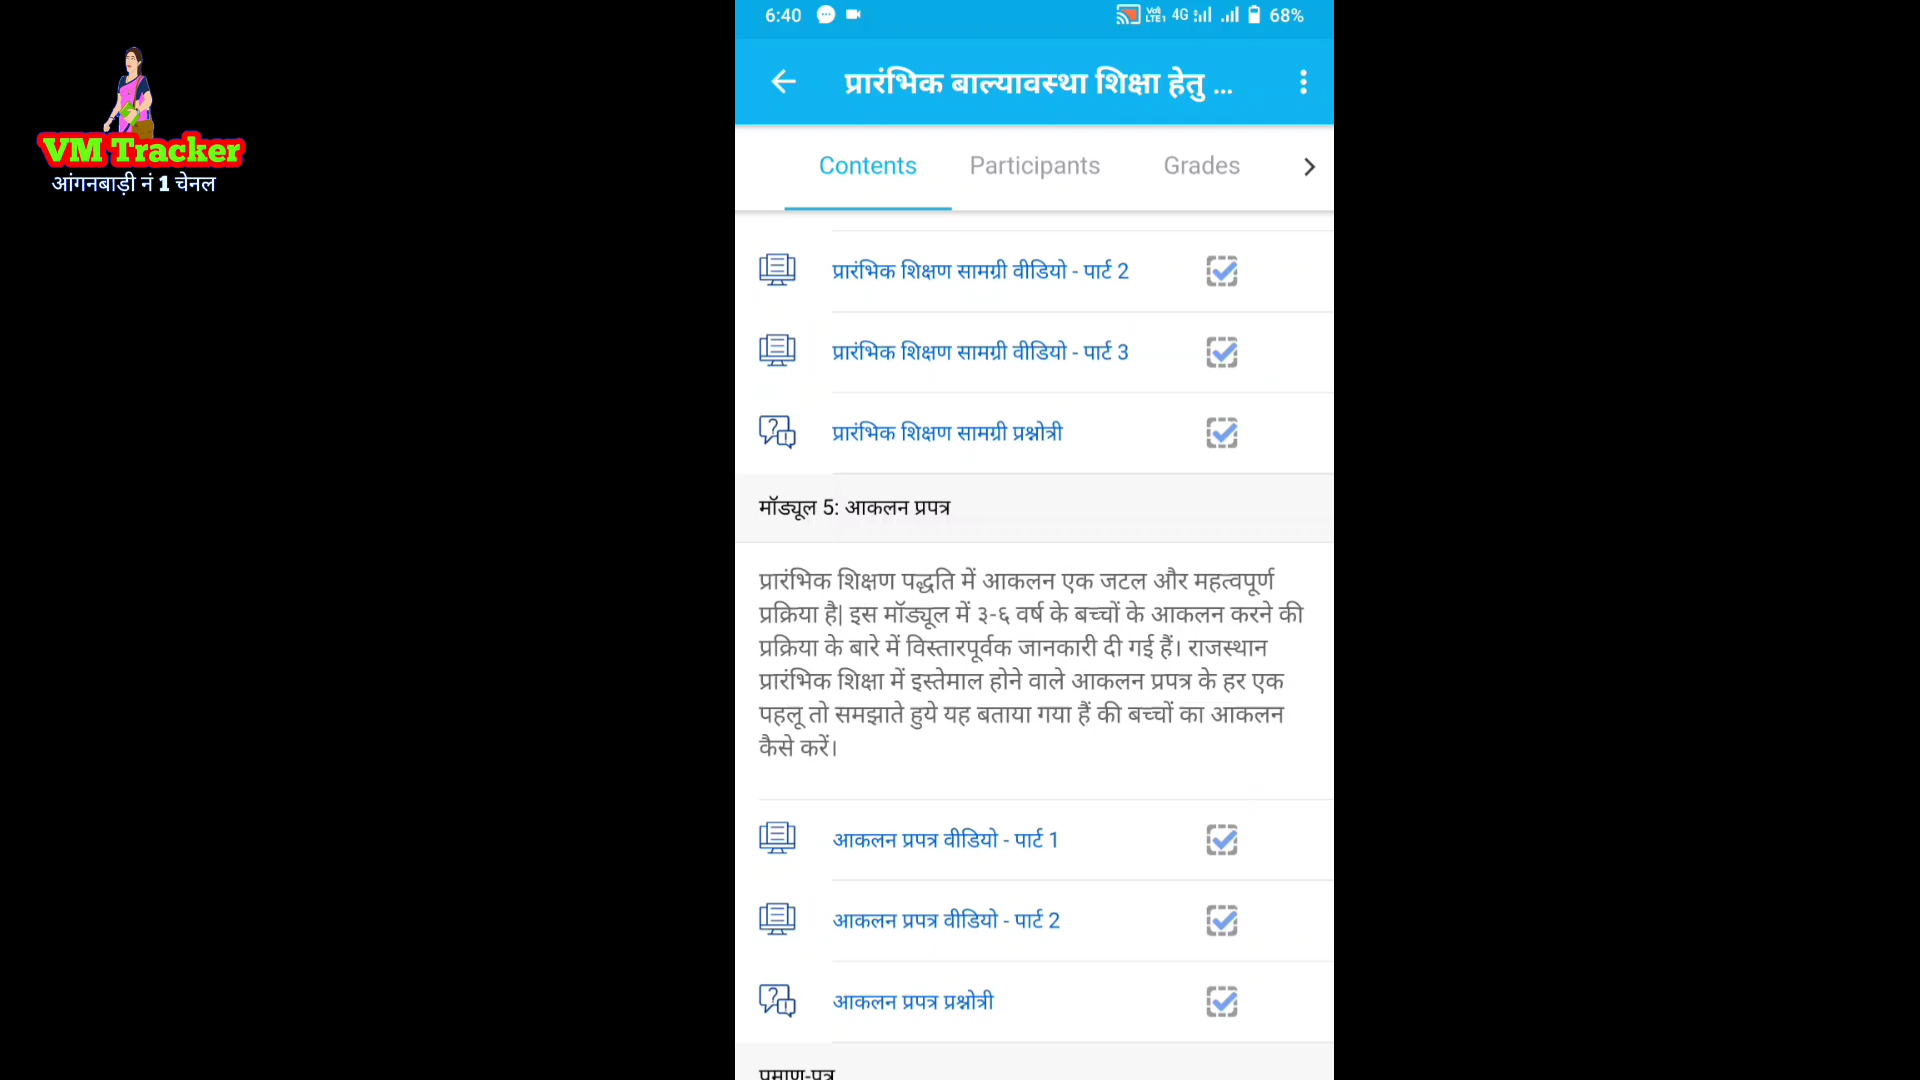 6:40
4G
68%
VM Tracker
आंगनबाड़ी नं 1 चेनल
प्रारंभिक बाल्यावस्था शिक्षा हेतु ...
Contents Participants Grades
प्रारंभिक शिक्षण सामग्री वीडियो - पार्ट 2
प्रारंभिक शिक्षण सामग्री वीडियो - पार्ट 3
प्रारंभिक शिक्षण सामग्री प्रश्नोत्री
मॉड्यूल 5: आकलन प्रपत्र
प्रारंभिक शिक्षण पद्धति में आकलन एक जटल और महत्वपूर्ण
प्रक्रिया है| इस मॉड्यूल में ३-६ वर्ष के बच्चों के आकलन करने की
प्रक्रिया के बारे में विस्तारपूर्वक जानकारी दी गई हैं। राजस्थान
प्रारंभिक शिक्षा में इस्तेमाल होने वाले आकलन प्रपत्र के हर एक
पहलू तो समझाते हुये यह बताया गया हैं की बच्चों का आकलन
कैसे करें।
आकलन प्रपत्र वीडियो - पार्ट 1
आकलन प्रपत्र वीडियो - पार्ट 2
आकलन प्रपत्र प्रश्नोत्री
प्रमाण-पत्र